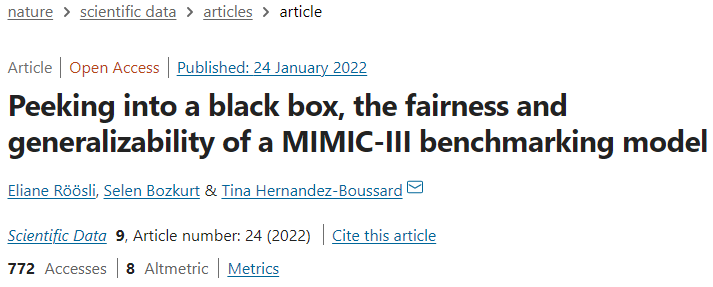 nature > scientific data > articles > article
Article | Open Access | Published: 24 January 2022
Peeking into a black box, the fairness and
generalizability of a MIMIC-III benchmarking model
Eliane Röösli, Selen Bozkurt & Tina Hernandez-Boussard
Scientific Data 9, Article number: 24 (2022) | Cite this article
772 Accesses | 8 Altmetric | Metrics